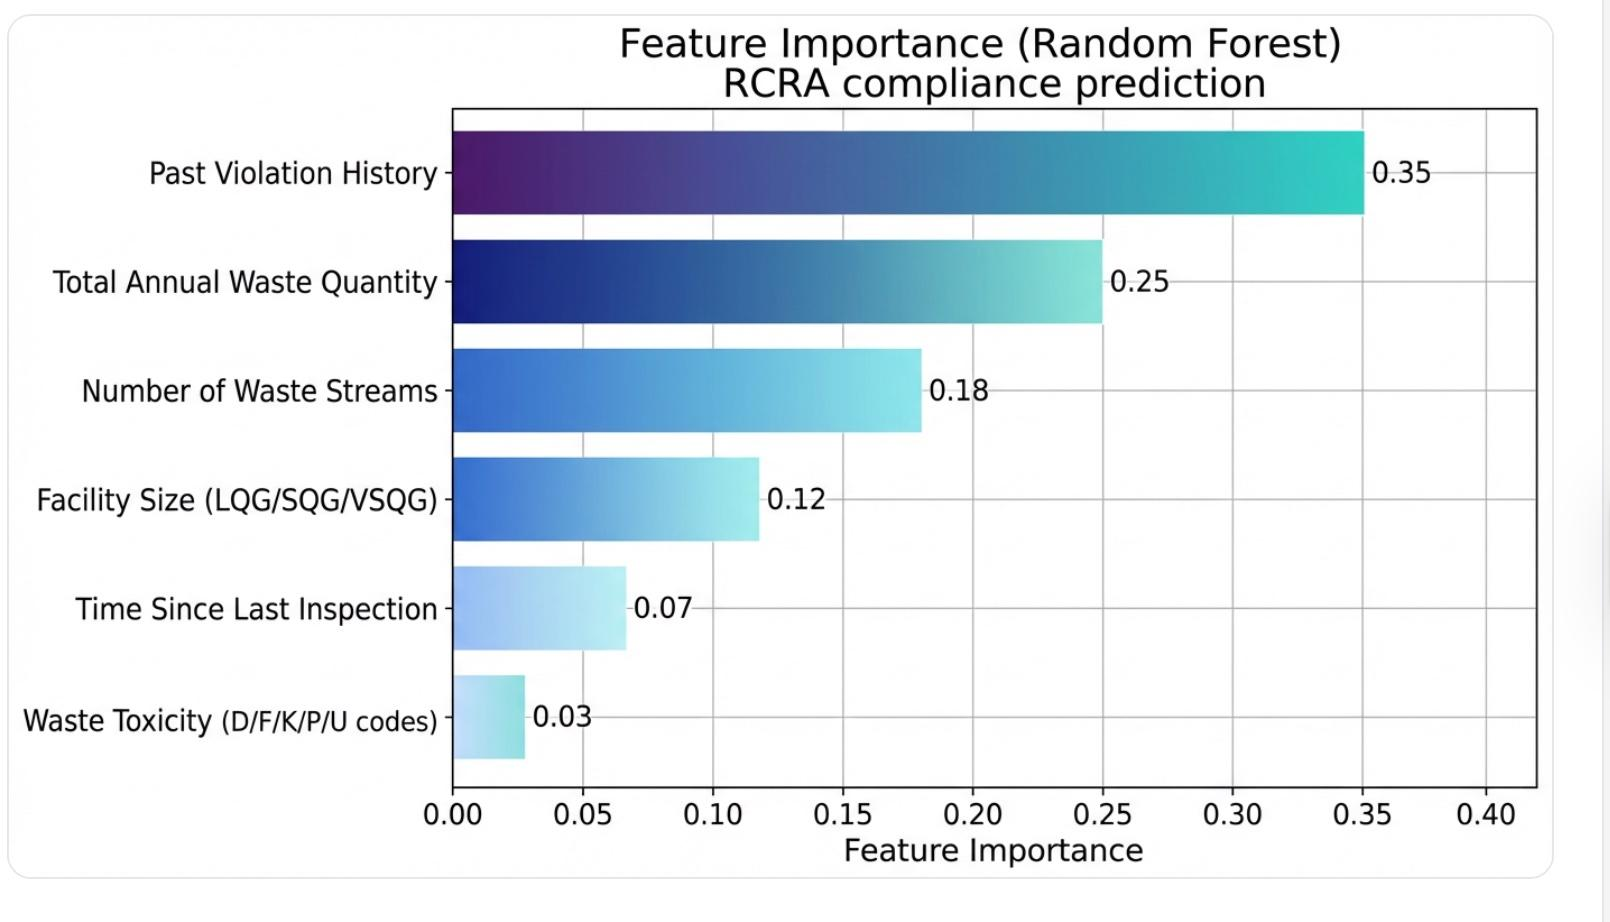 Feature Importance (Random Forest)
RCRA compliance prediction
Past Violation History
0.35
Total Annual Waste Quantity
0.25
Number of Waste Streams
0.18
Facility Size (LQG/SQG/VSQG)
0.12
Time Since Last Inspection
0.07
Waste Toxicity (D/F/K/P/U codes)
0.03
0.00 0.05 0.10 0.15 0.20 0.25 0.30 0.35 0.40
Feature Importance